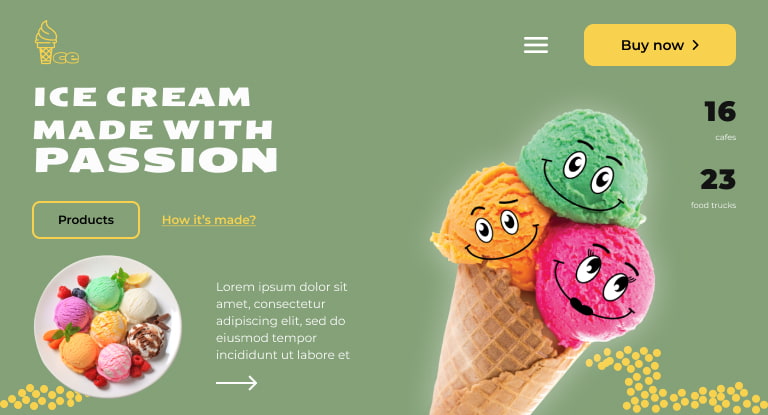 ce
Buy now
ICE CREAM
MADE WITH
PASSION
16
cafes
23
food trucks
Products
How it's made?
Lorem ipsum dolor sit
amet, consectetur
adipiscing elit, sed do
eiusmod tempor
incididunt ut labore et